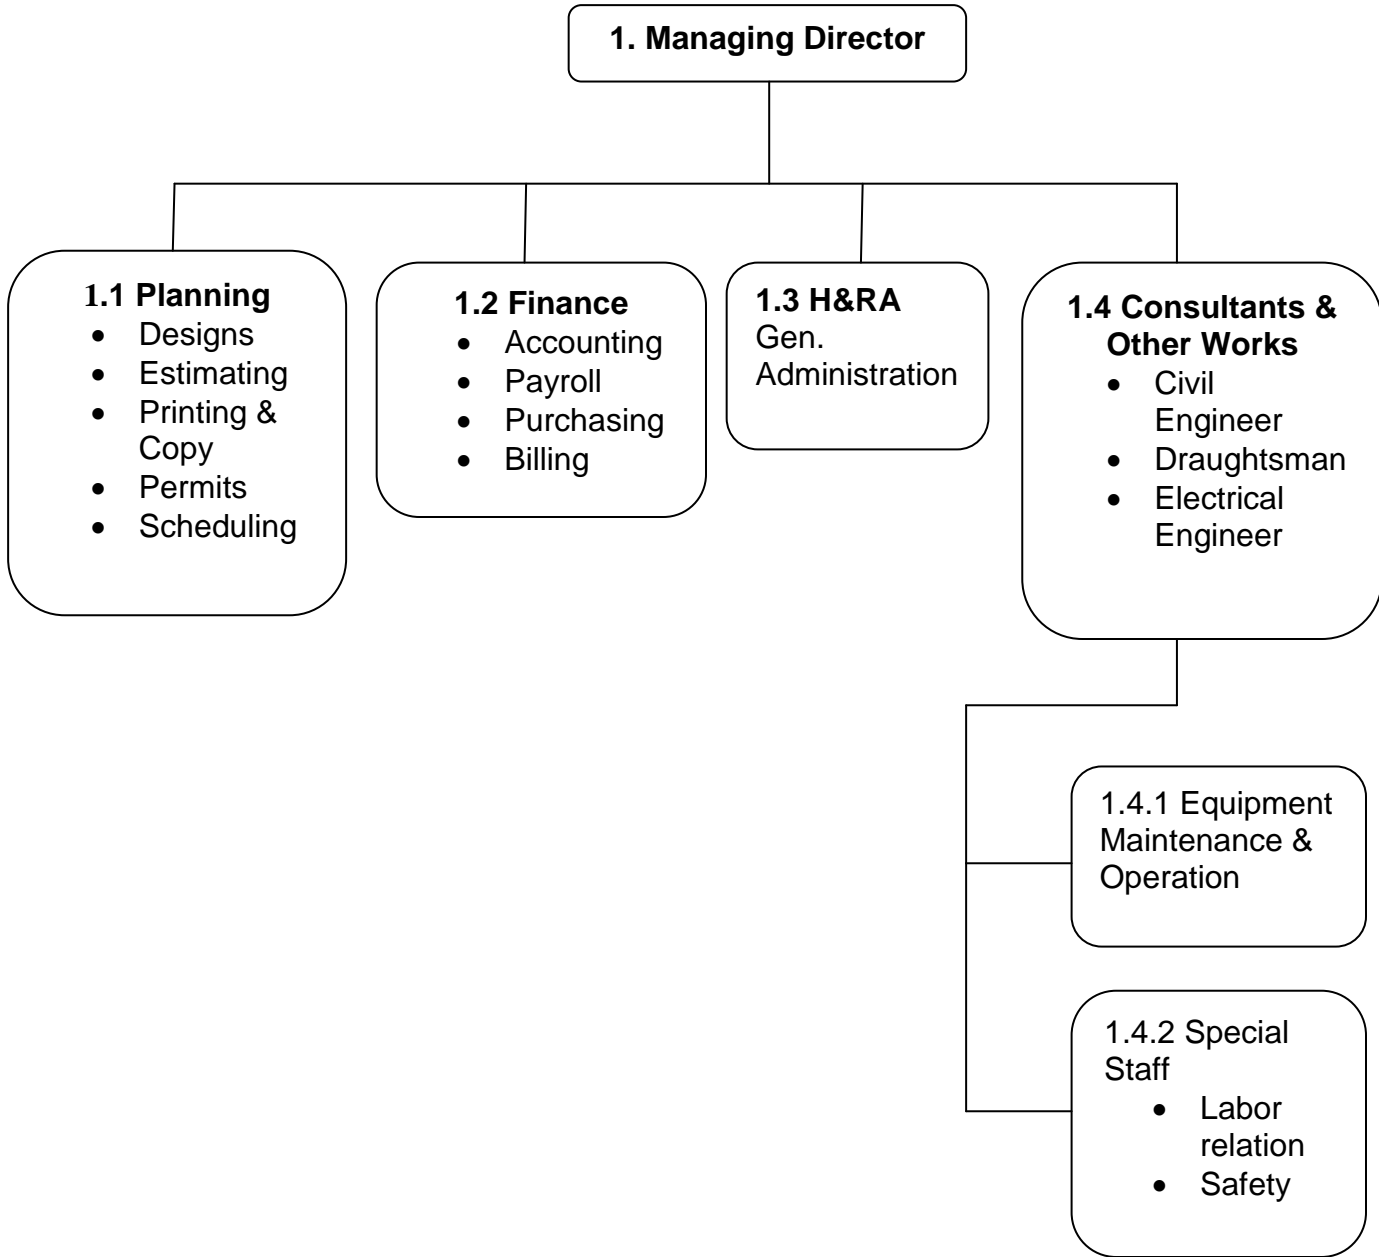 1. Managing Director
1.1 Planning
• Designs
• Estimating
• Printing &
Copy
• Permits
• Scheduling
1.2 Finance
• Accounting
• Payroll
• Purchasing
• Billing
1.3 H&RA
Gen.
Administration
1.4 Consultants &
Other Works
• Civil
Engineer
• Draughtsman
• Electrical
Engineer
1.4.1 Equipment
Maintenance &
Operation
1.4.2 Special
Staff
• Labor
relation
• Safety